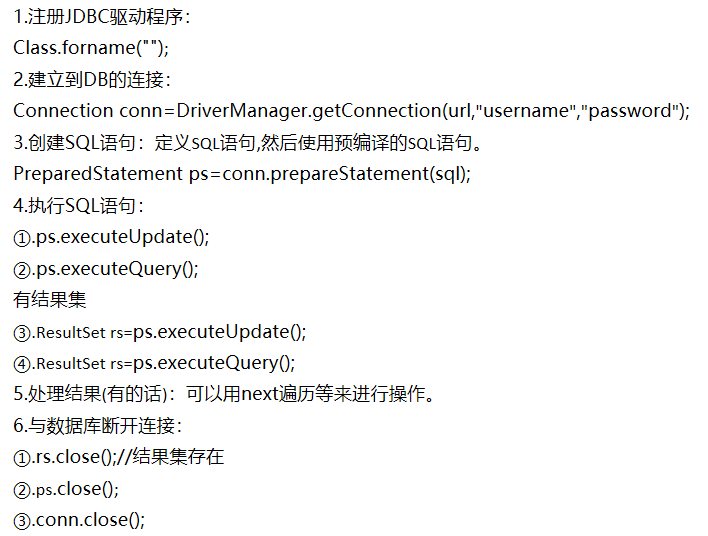 1.注册JDBC驱动程序：
Class.forname("");
2.建立到DB的连接：
Connection conn=DriverManager.getConnection(url,"username","password");
3.创建SQL语句：定义SQL语句,然后使用预编译的SQL语句。
PreparedStatement ps=conn.prepareStatement(sql);
4.执行SQL语句：
①.ps.executeUpdate();
②.ps.executeQuery();
有结果集
③.ResultSet rs=ps.executeUpdate();
④.ResultSet rs=ps.executeQuery();
5.处理结果(有的话)：可以用next遍历等来进行操作。
6.与数据库断开连接：
①.rs.close();//结果集存在
②.ps.close();
③.conn.close();